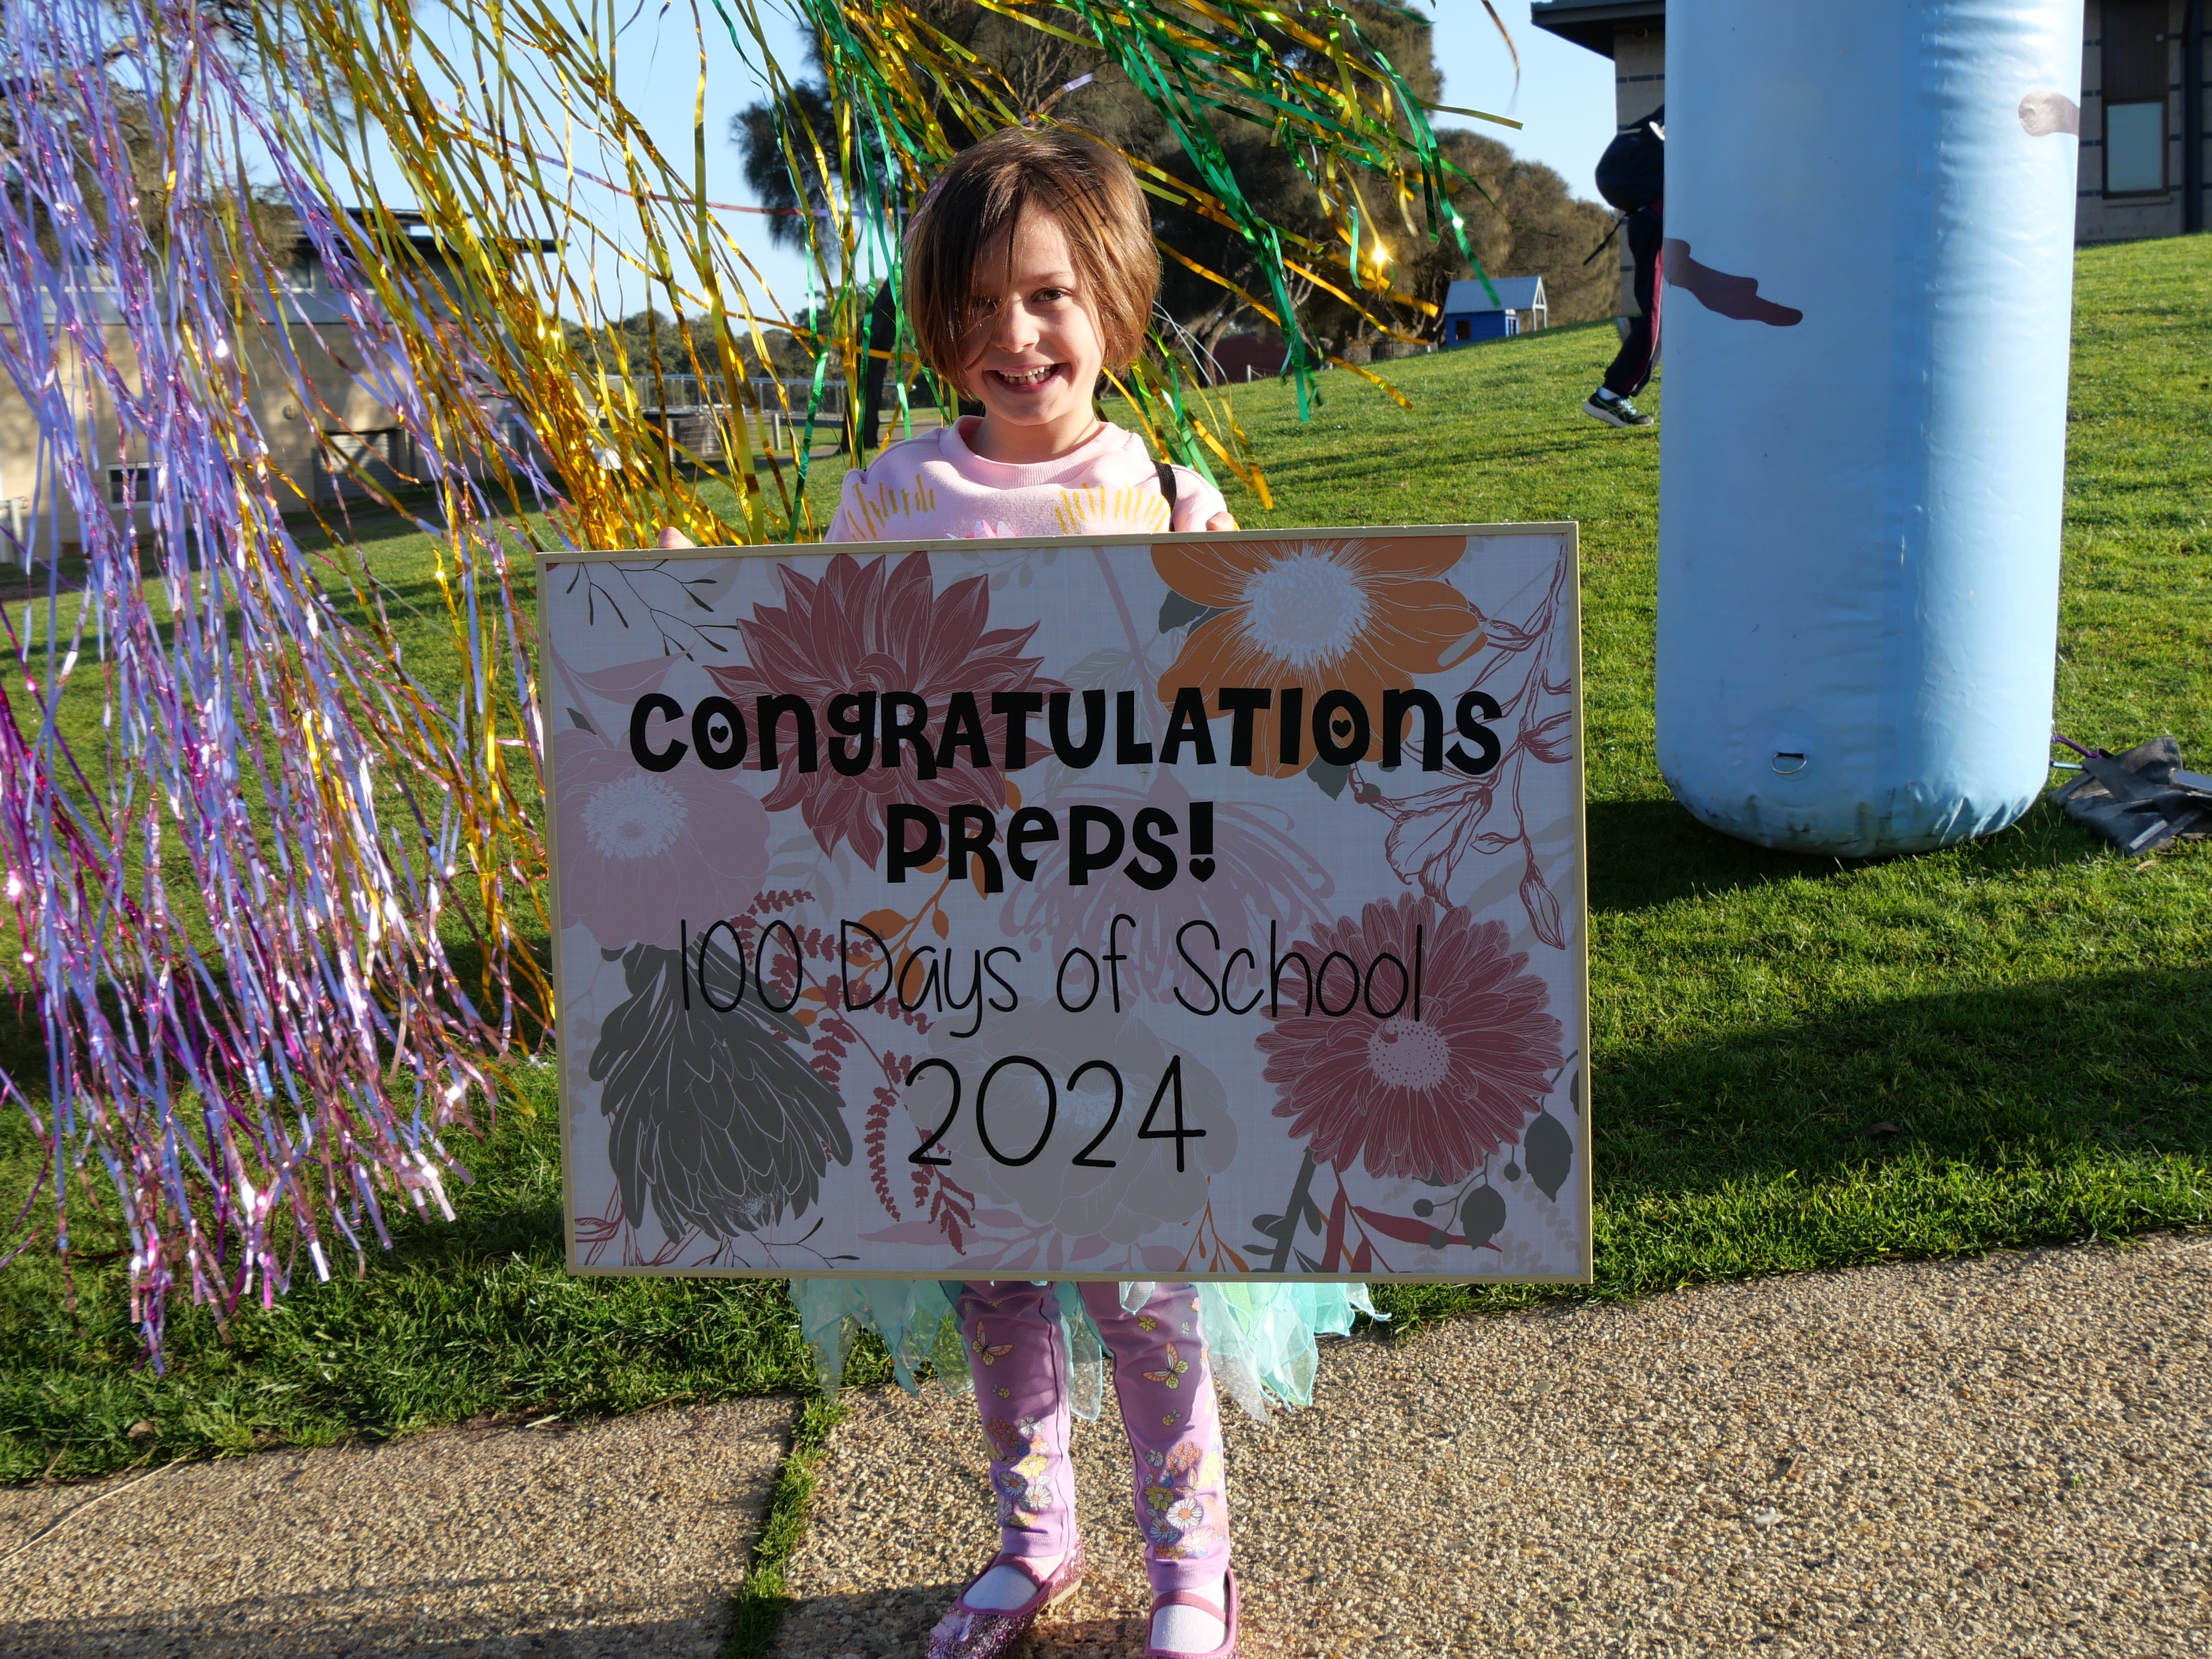 CONGRATULATIONS
PREPS!
100 Days of School
2024